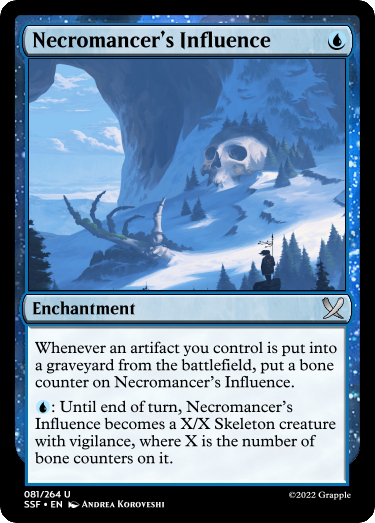 Necromancer's Influence
Enchantment
Whenever an artifact you control is put into
a graveyard from the battlefield, put a bone
counter on Necromancer's Influence.
: Until end of turn, Necromancer's
Influence becomes a X/X Skeleton creature
with vigilance, where X is the number of
bone counters on it.
081/264 U
SSF • EN Andrea Koroveshi
©2022 Grapple